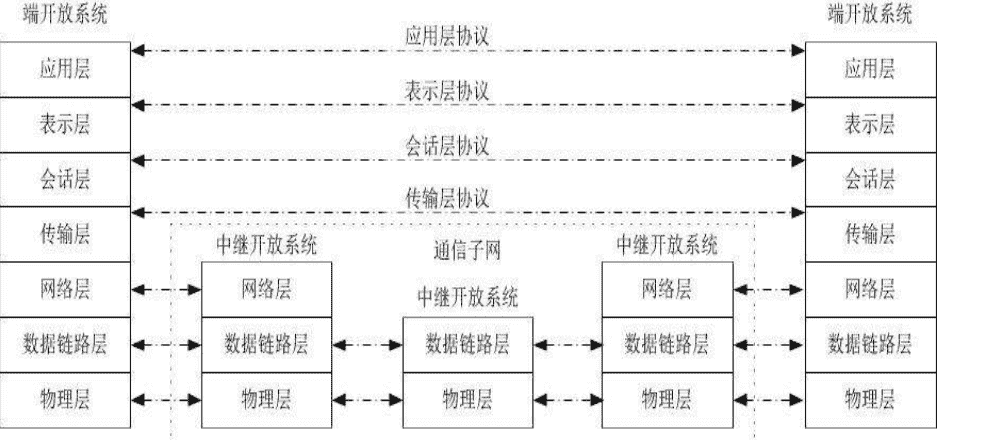 端开放系统
端开放系统
应用层协议
应用层
应用层
表示层协议
表示层
表示层
会话层协议
会话层
会话层
传输层协议
传输层
传输层
中继开放系统
通信子网
中继开放系统
网络层
网络层
中继开放系统
网络层
网络层
数据链路层
数据链路层
数据链路层
数据链路层
数据链路层
物理层
物理层
物理层
物理层
物理层